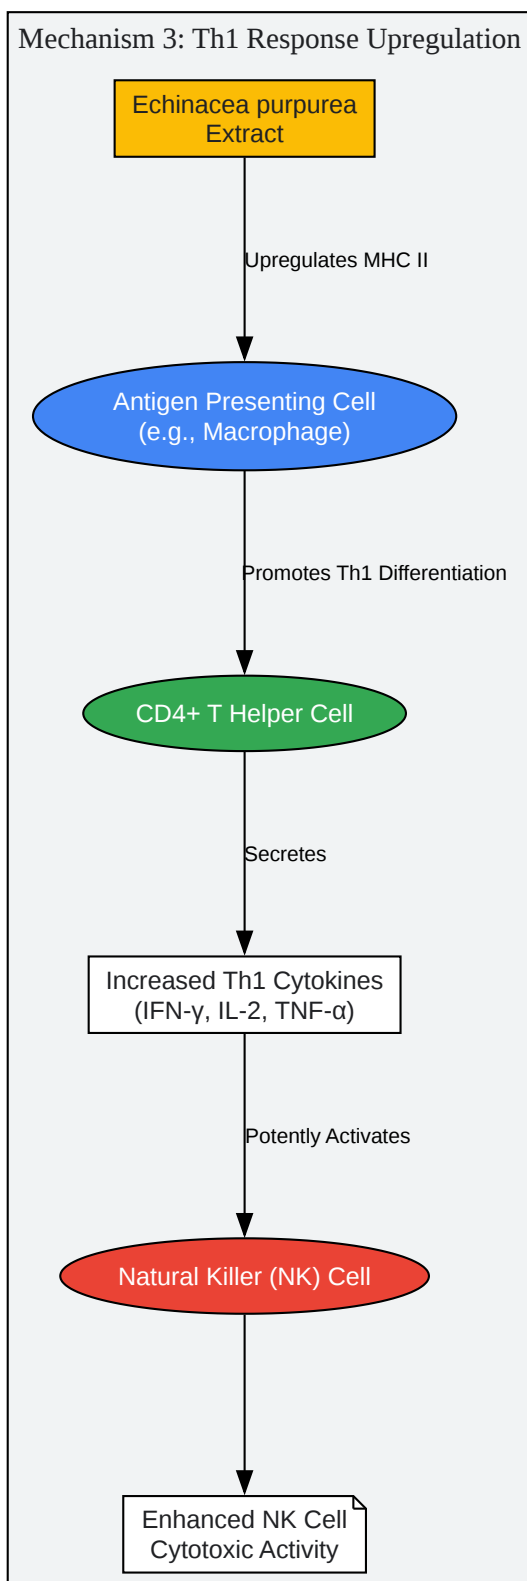 Mechanism 3: Th1 Response Upregulation
Echinacea purpurea
Extract
Upregulates MHC II
Antigen Presenting Cell
(e.g., Macrophage)
Promotes Th1 Differentiation
CD4+ T Helper Cell
Secretes
Increased Th1 Cytokines
(IFN-γ, IL-2, TNF-α)
Potently Activates
Natural Killer (NK) Cell
Enhanced NK Cell
Cytotoxic Activity